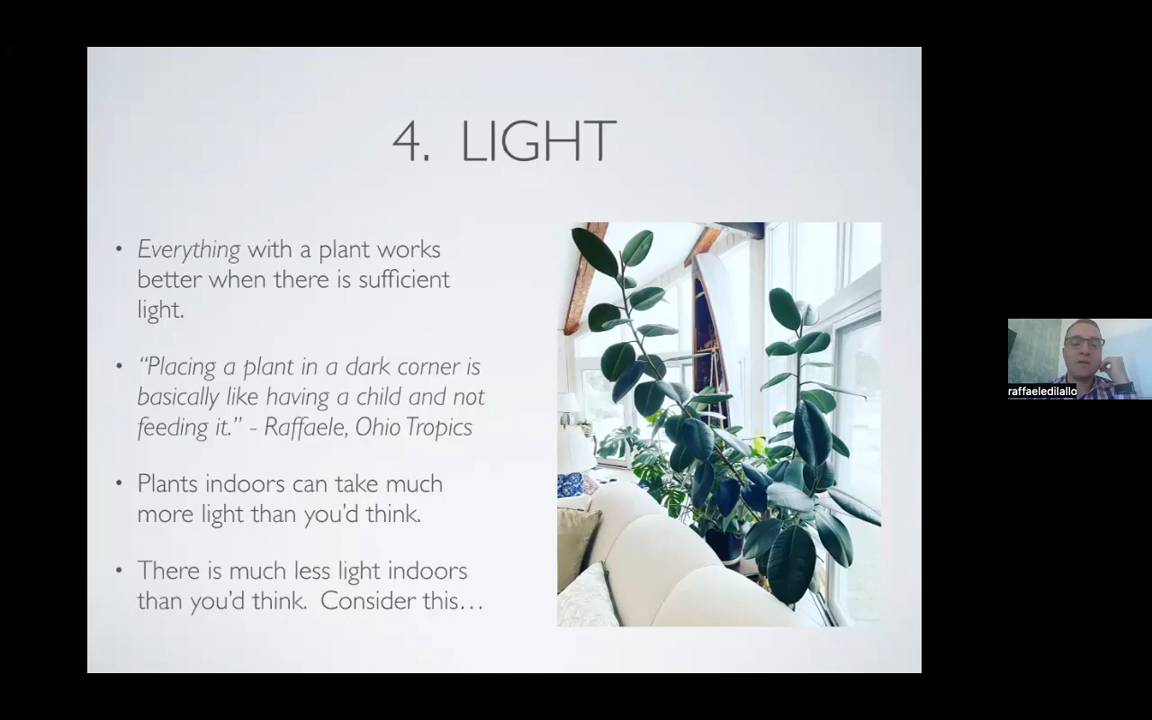 4. LIGHT
• Everything with a plant works
better when there is sufficient
light.
• “Placing a plant in a dark corner is
basically like having a child and not
feeding it.” - Raffaele, Ohio Tropics
• Plants indoors can take much
more light than you’d think.
• There is much less light indoors
than you’d think. Consider this…
raffaeledilallo